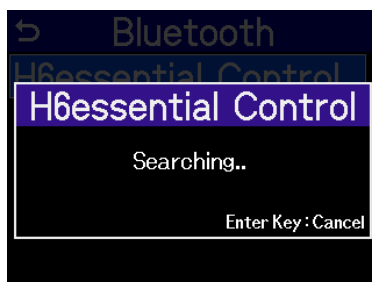 Bluetooth
H6essential Control
H6essential Control
Searching..
Enter Key:Cancel